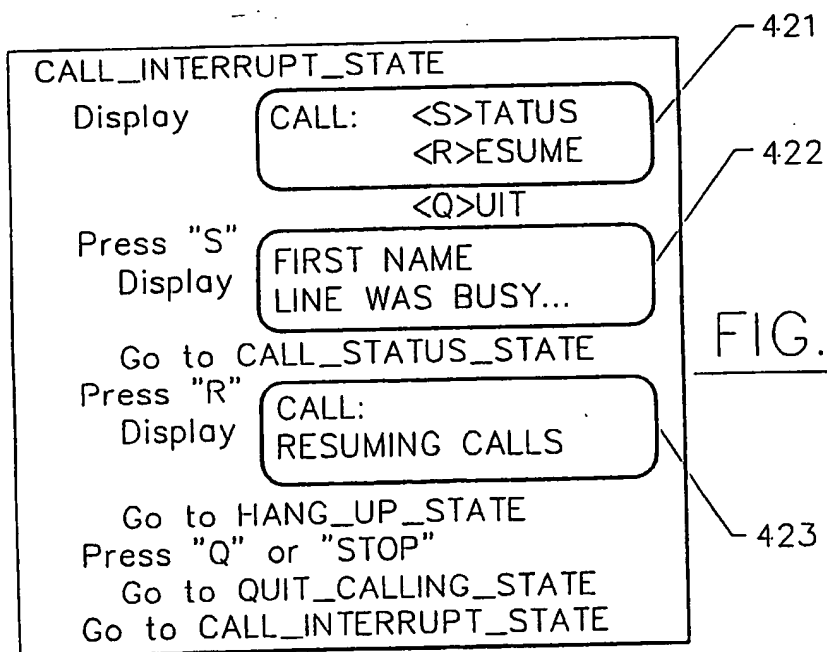 CALL_INTERRUPT_STATE
Display
CALL: <S>TATUS
<R>ESUME
421
<Q>UIT
422
Press "S"
Display
FIRST NAME
LINE WAS BUSY...
Go to CALL_STATUS_STATE
FIG.
Press "R"
Display
CALL:
RESUMING CALLS
423
Go to HANG_UP_STATE
Press "Q" or "STOP"
Go to QUIT_CALLING_STATE
Go to CALL_INTERRUPT_STATE